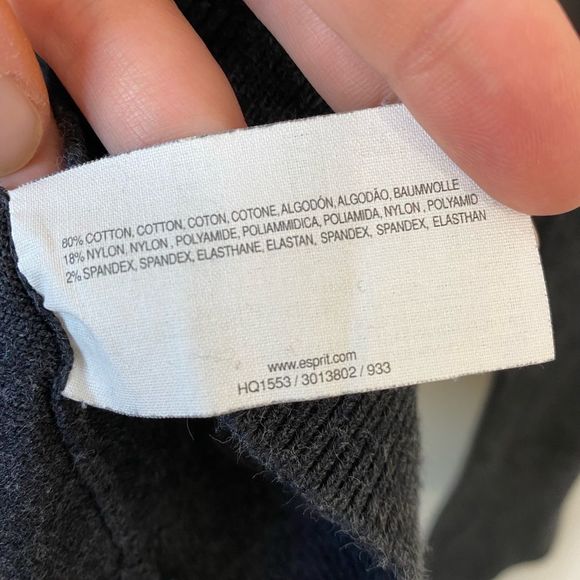 80% COTTON, COTTON, COTON, COTONE, ALGODÓN, ALGODÃO, BAUMWOLLE
18% NYLON, NYLON , POLYAMIDE, POLIAMMIDICA, POLIAMIDA, NYLON , POLYAMID
2% SPANDEX, SPANDEX, ELASTHANE, ELASTAN, SPANDEX, SPANDEX, ELASTHAN
www.esprit.com
HQ1553 / 3013802 / 933